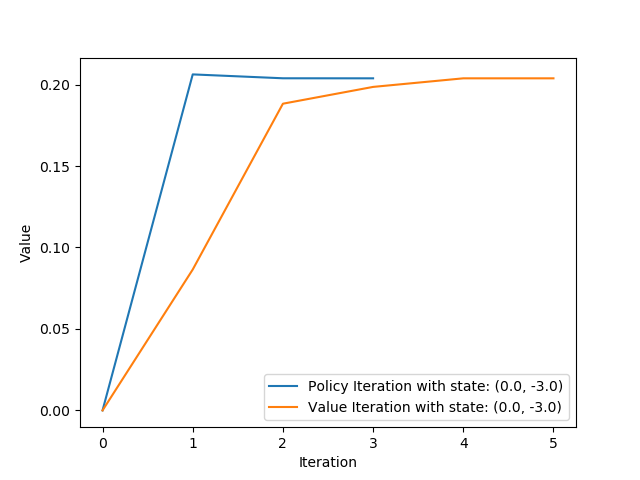 0.20
0.15
0.10
0.05
0.00
Value
Policy Iteration with state: (0.0, -3.0)
Value Iteration with state: (0.0, -3.0)
0 1 2 3 4 5
Iteration